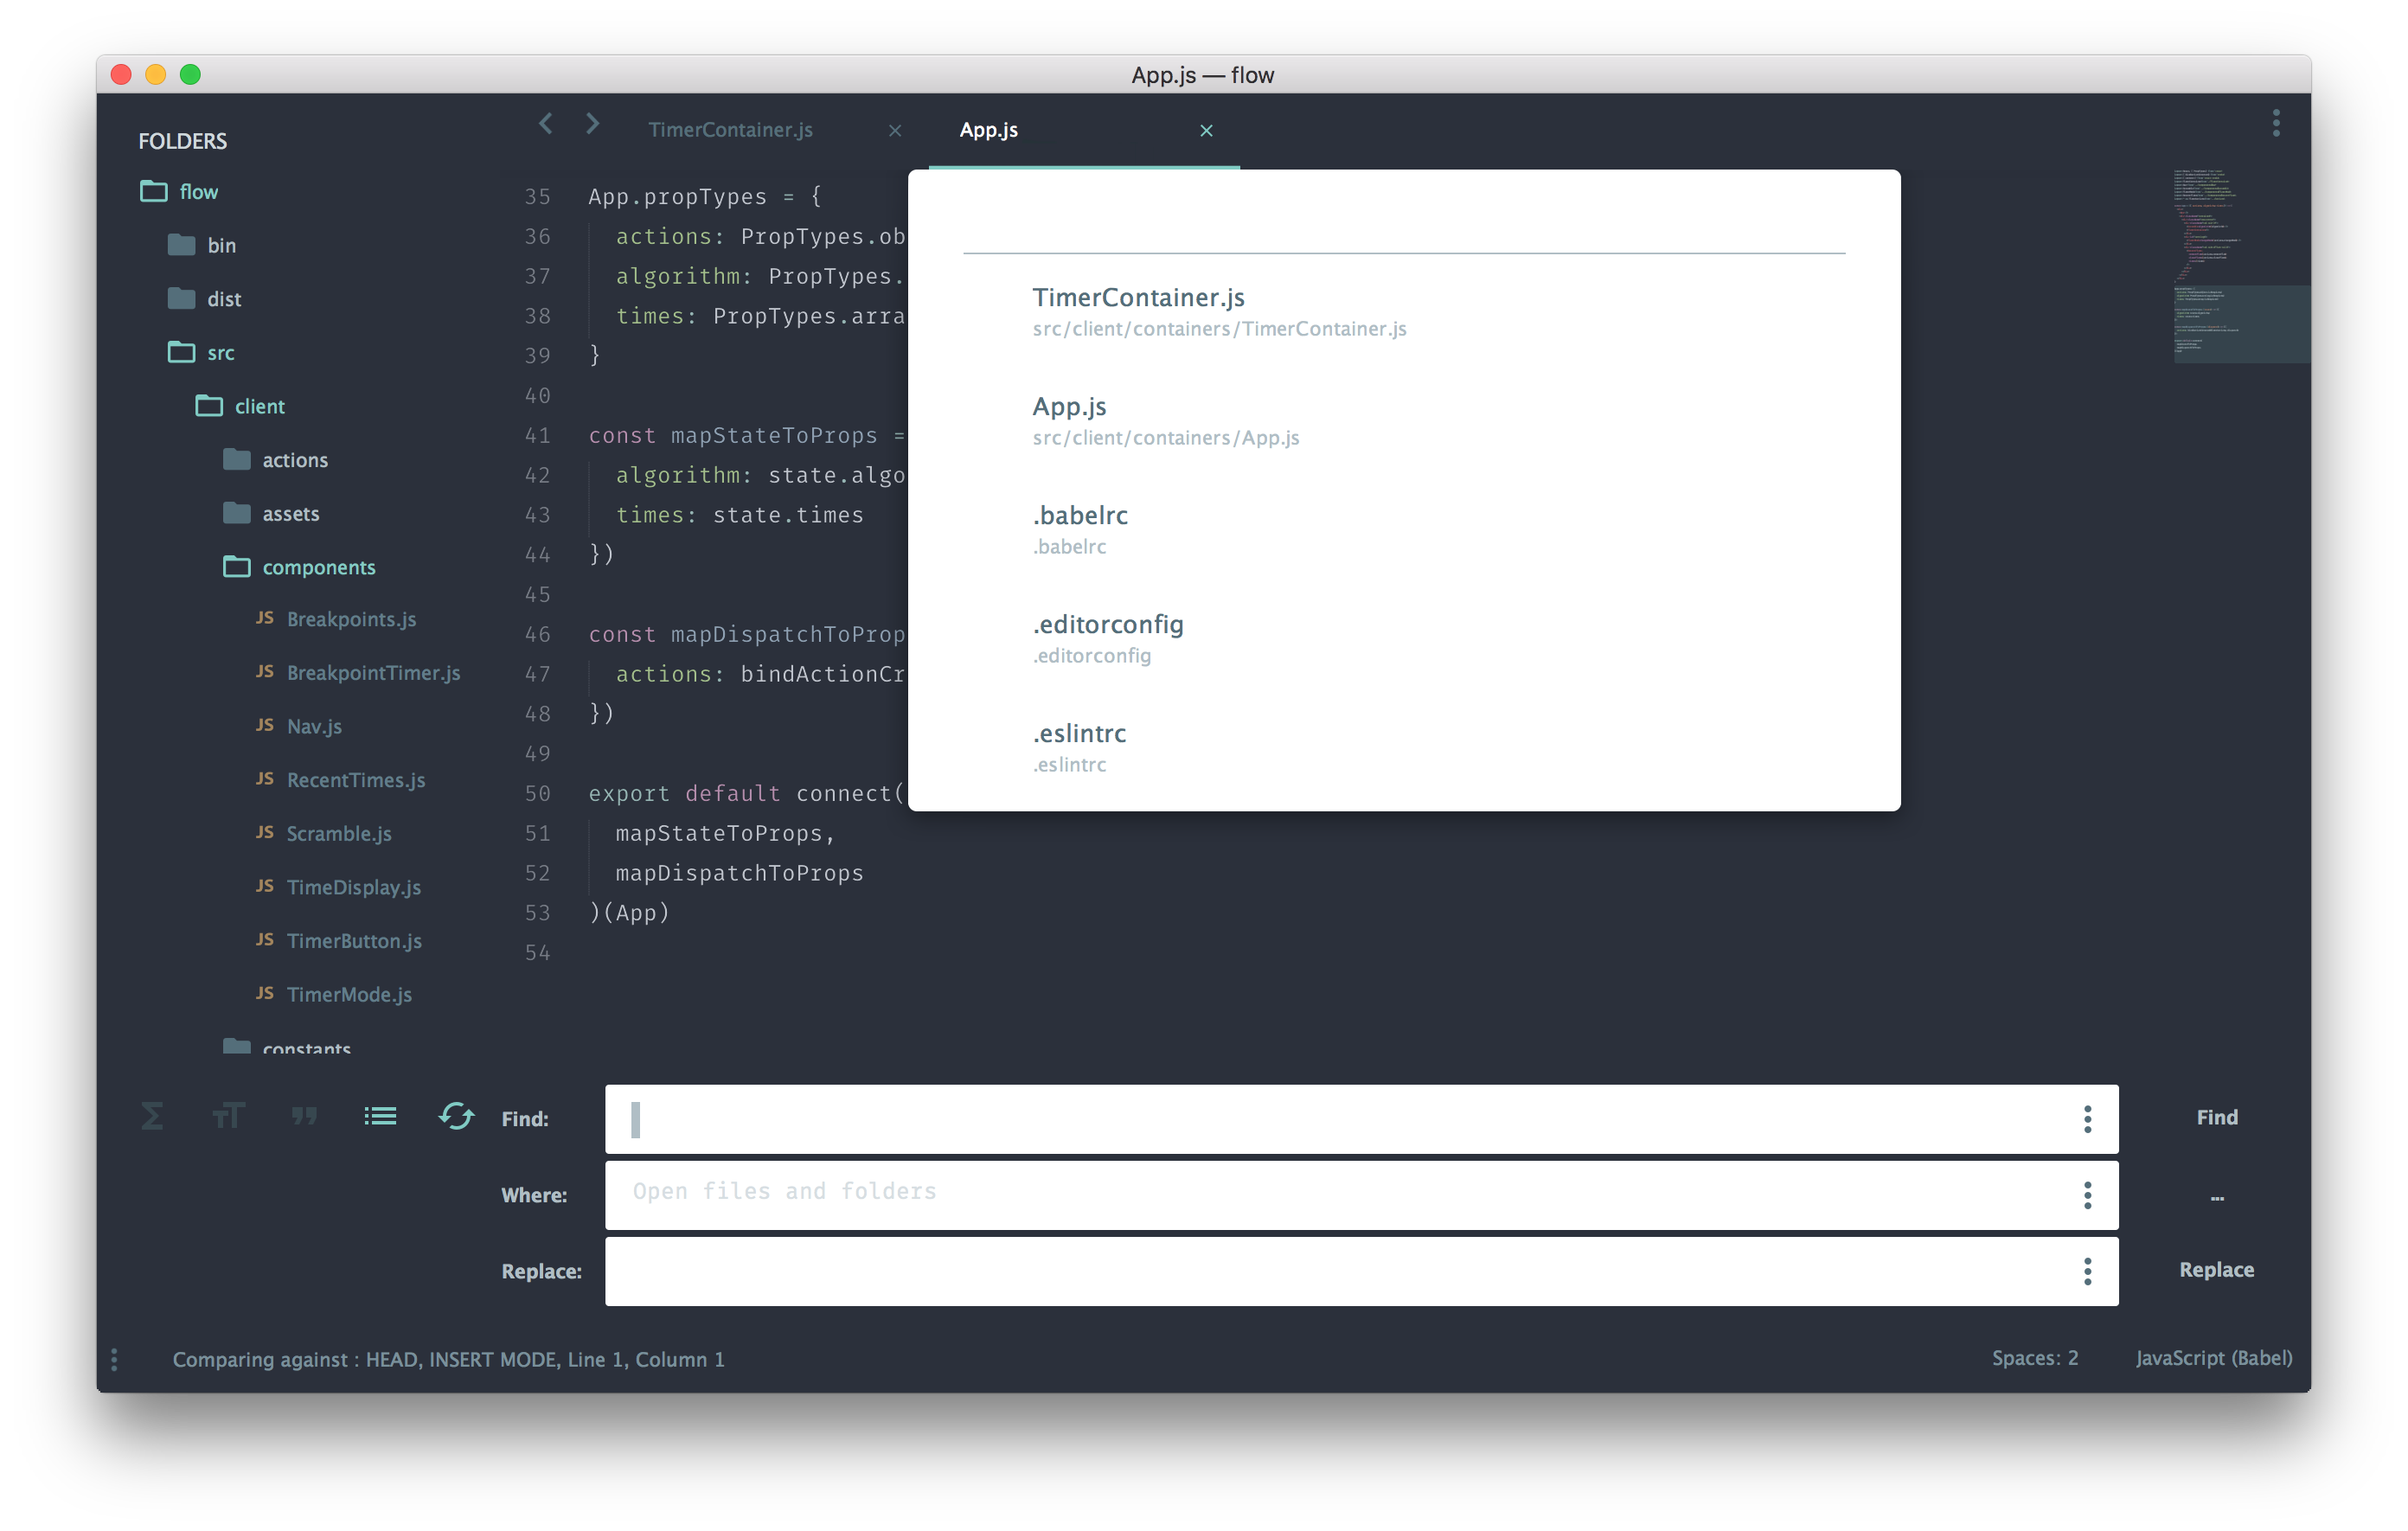 App.js — flow
FOLDERS
flow
bin
dist
src
client
actions
assets
components
JS Breakpoints.js
JS BreakpointTimer.js
JS Nav.js
JS RecentTimes.js
JS Scramble.js
JS TimeDisplay.js
JS TimerButton.js
JS TimerMode.js
constants
TimerContainer.js ×
App.js ×
35 App.propTypes = {
36 actions: PropTypes.ob
37 algorithm: PropTypes.
38 times: PropTypes.arra
39 }
40
41 const mapStateToProps =
42 algorithm: state.algo
43 times: state.times
44 })
45
46 const mapDispatchToProp
47 actions: bindActionCr
48 })
49
50 export default connect(
51 mapStateToProps,
52 mapDispatchToProps
53 )(App)
54
TimerContainer.js
src/client/containers/TimerContainer.js
App.js
src/client/containers/App.js
.babelrc
.babelrc
.editorconfig
.editorconfig
.eslintrc
.eslintrc
Find:
Find
Where: Open files and folders
...
Replace:
Replace
Comparing against : HEAD, INSERT MODE, Line 1, Column 1
Spaces: 2
JavaScript (Babel)